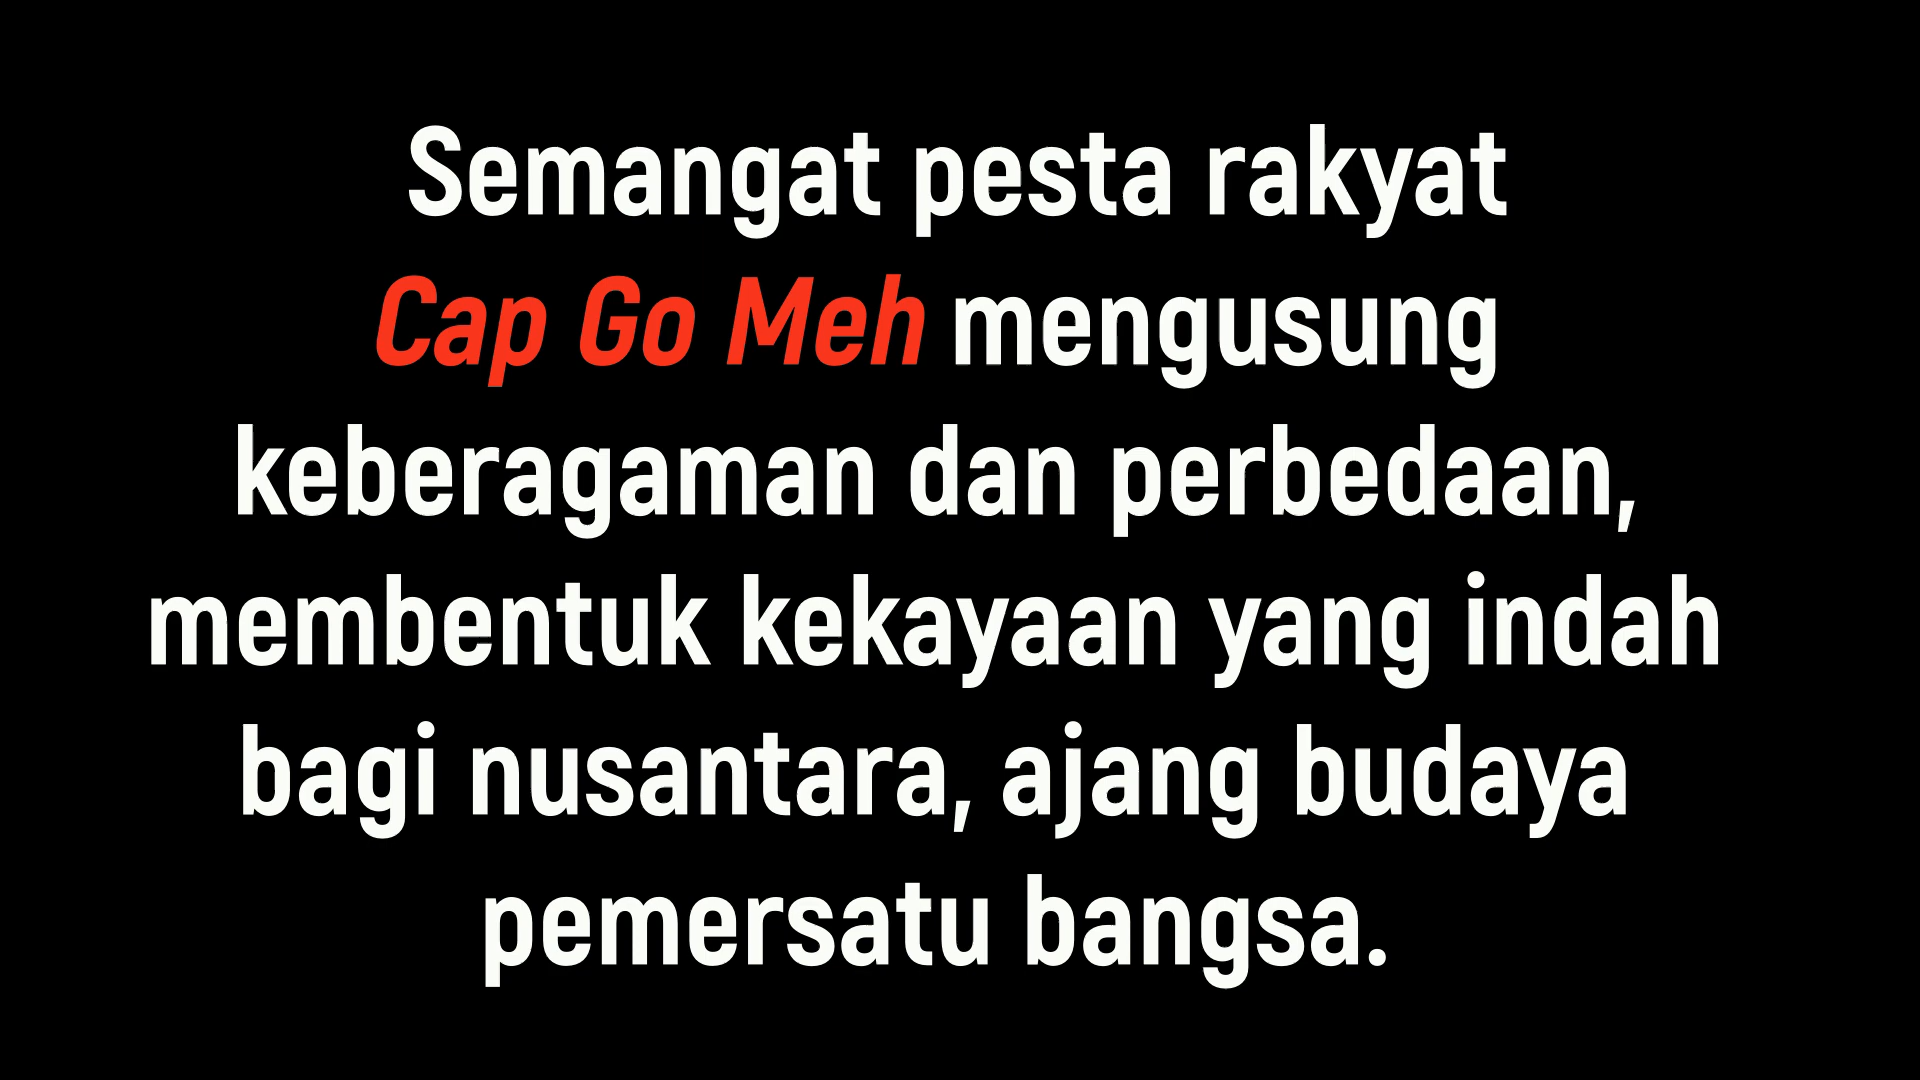 Semangat pesta rakyat
Cap Go Meh mengusung
keberagaman dan perbedaan,
membentuk kekayaan yang indah
bagi nusantara, ajang budaya
pemersatu bangsa.